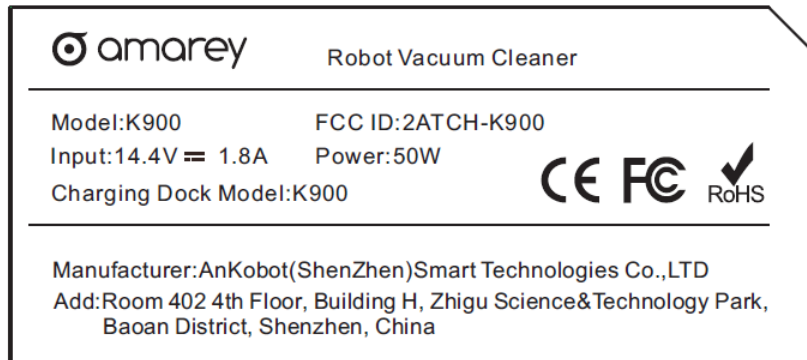 amarey Robot Vacuum Cleaner
Model:K900 FCC ID:2ATCH-K900
Input:14.4V ⎓ 1.8A Power:50W
Charging Dock Model:K900
CE FC RoHS
Manufacturer:AnKobot(ShenZhen)Smart Technologies Co.,LTD
Add:Room 402 4th Floor, Building H, Zhigu Science&Technology Park,
Baoan District, Shenzhen, China